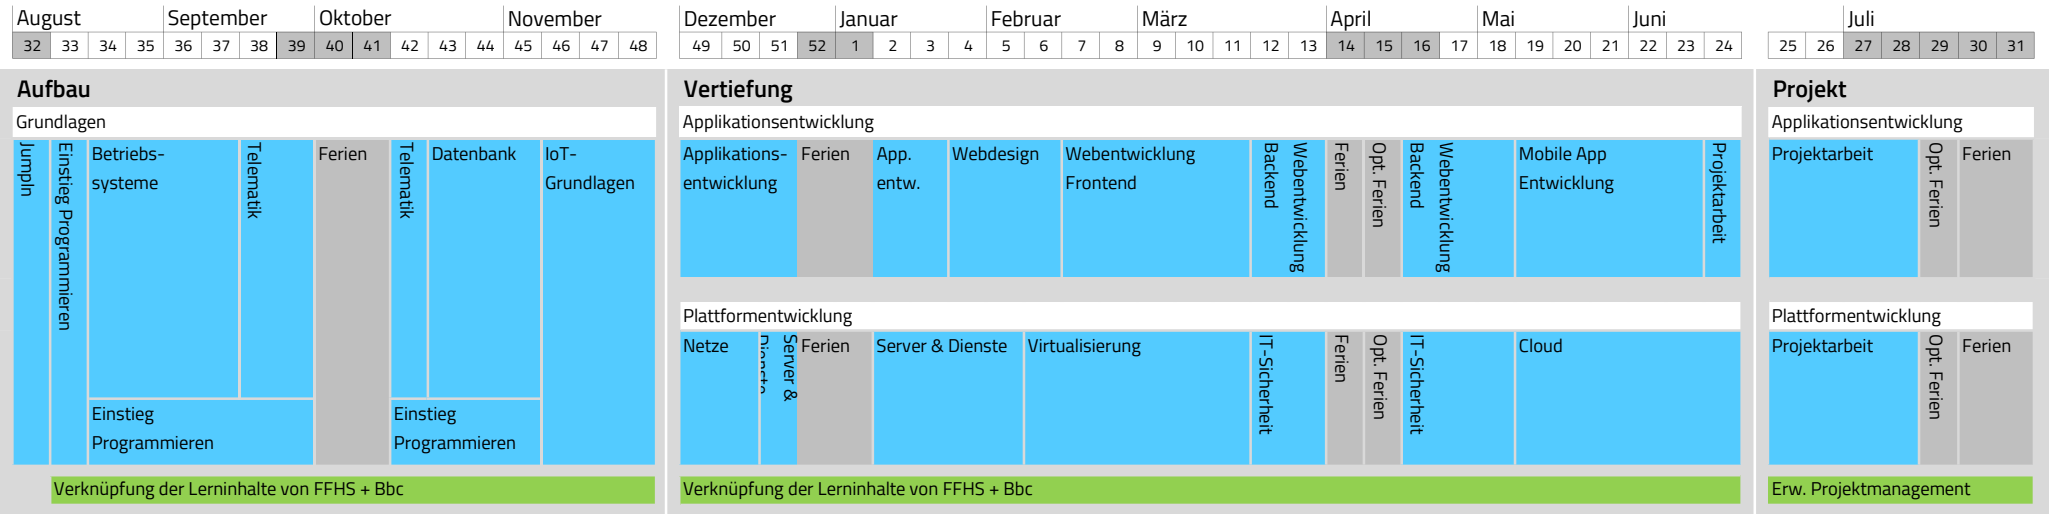 August September Oktober November Dezember Januar Februar März April Mai Juni Juli
32 33 34 35 36 37 38 39 40 41 42 43 44 45 46 47 48 49 50 51 52 1 2 3 4 5 6 7 8 9 10 11 12 13 14 15 16 17 18 19 20 21 22 23 24 25 26 27 28 29 30 31
Aufbau
Grundlagen
JumpIn
Einstieg Programmieren
Betriebs-
systeme
Telematik
Ferien
Telematik
Datenbank
IoT-
Grundlagen
Einstieg
Programmieren
Einstieg
Programmieren
Verknüpfung der Lerninhalte von FFHS + Bbc
Vertiefung
Applikationsentwicklung
Applikations-
entwicklung
Ferien
App.
entw.
Webdesign
Webentwicklung
Frontend
Webentwicklung
Backend
Ferien
Opt. Ferien
Webentwicklung
Backend
Mobile App
Entwicklung
Projektarbeit
Plattformentwicklung
Netze
Server &
Dienste
Ferien
Server & Dienste
Virtualisierung
IT-Sicherheit
Ferien
Opt. Ferien
IT-Sicherheit
Cloud
Verknüpfung der Lerninhalte von FFHS + Bbc
Projekt
Applikationsentwicklung
Projektarbeit
Opt. Ferien
Ferien
Plattformentwicklung
Projektarbeit
Opt. Ferien
Ferien
Erw. Projektmanagement